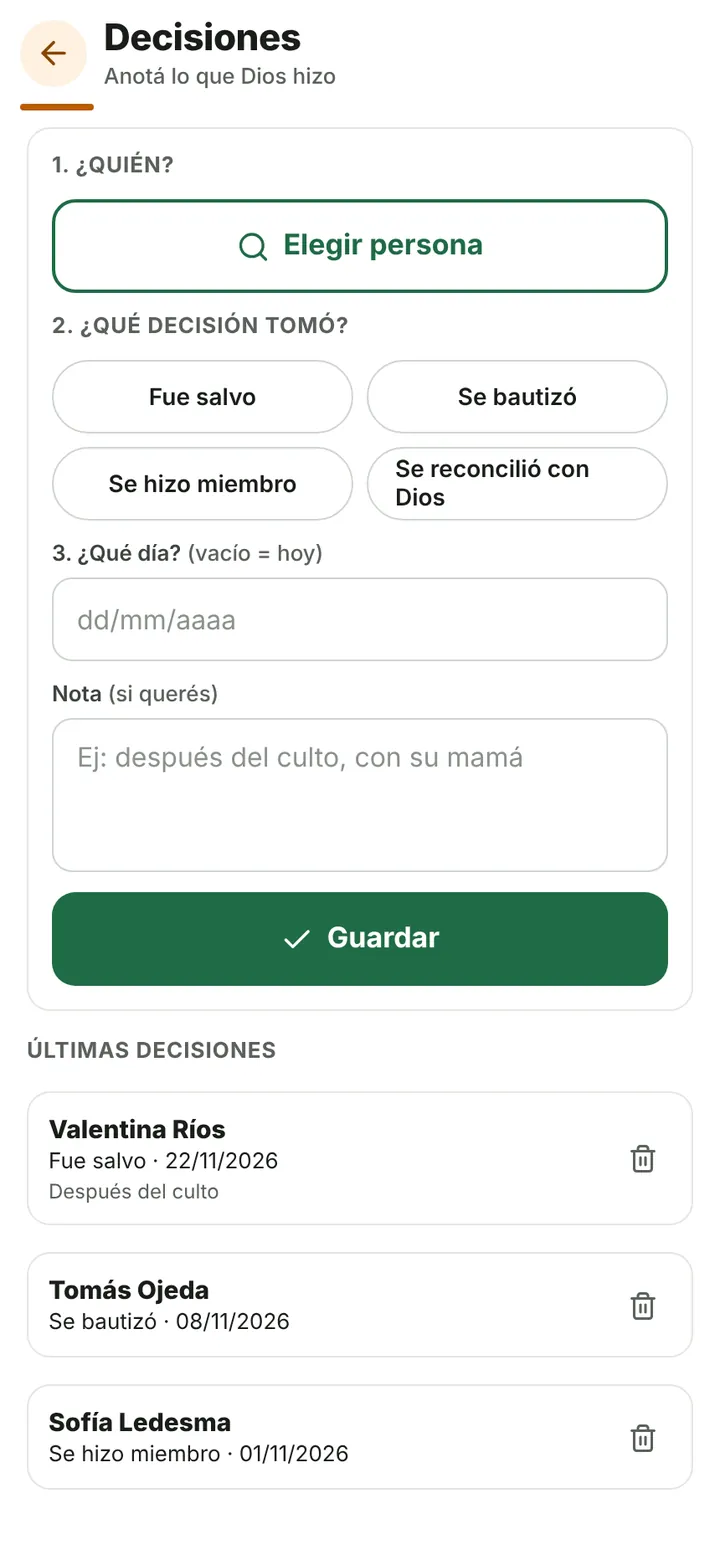 Decisiones
Anotá lo que Dios hizo
1. ¿QUIÉN?
Elegir persona
2. ¿QUÉ DECISIÓN TOMÓ?
Fue salvo
Se bautizó
Se hizo miembro
Se reconcilió con
Dios
3. ¿Qué día? (vacío = hoy)
dd/mm/aaaa
Nota (si querés)
Ej: después del culto, con su mamá
Guardar
ÚLTIMAS DECISIONES
Valentina Ríos
Fue salvo · 22/11/2026
Después del culto
Tomás Ojeda
Se bautizó · 08/11/2026
Sofía Ledesma
Se hizo miembro · 01/11/2026